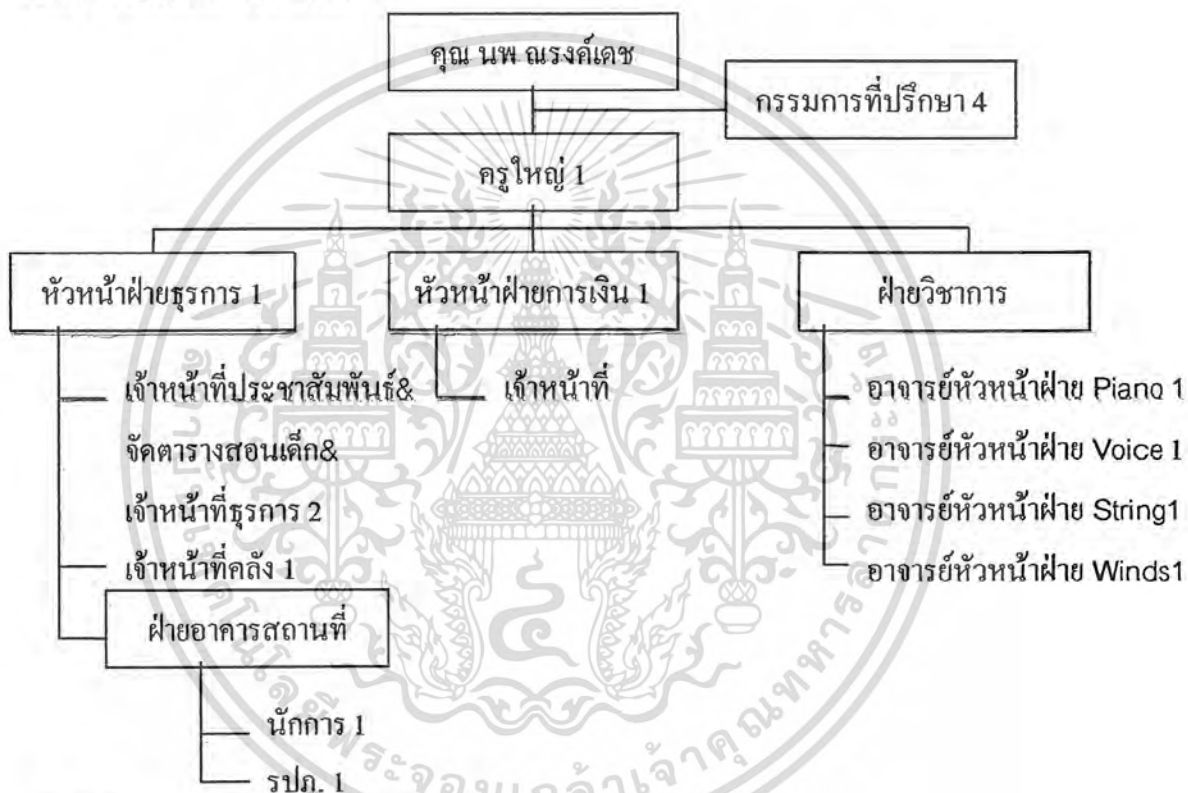 คุณ นพ ณรงค์เดช
กรรมการที่ปรึกษา 4
ครูใหญ่ 1
หัวหน้าฝ่ายธุรการ 1
หัวหน้าฝ่ายการเงิน 1
ฝ่ายวิชาการ
เจ้าหน้าที่ประชาสัมพันธ์&
จัดตารางสอนเด็ก&
เจ้าหน้าที่ธุรการ 2
เจ้าหน้าที่คลัง 1
ฝ่ายอาคารสถานที่
นักการ 1
รปภ. 1
เจ้าหน้าที่
อาจารย์หัวหน้าฝ่าย Piano 1
อาจารย์หัวหน้าฝ่าย Voice 1
อาจารย์หัวหน้าฝ่าย String1
อาจารย์หัวหน้าฝ่าย Winds1